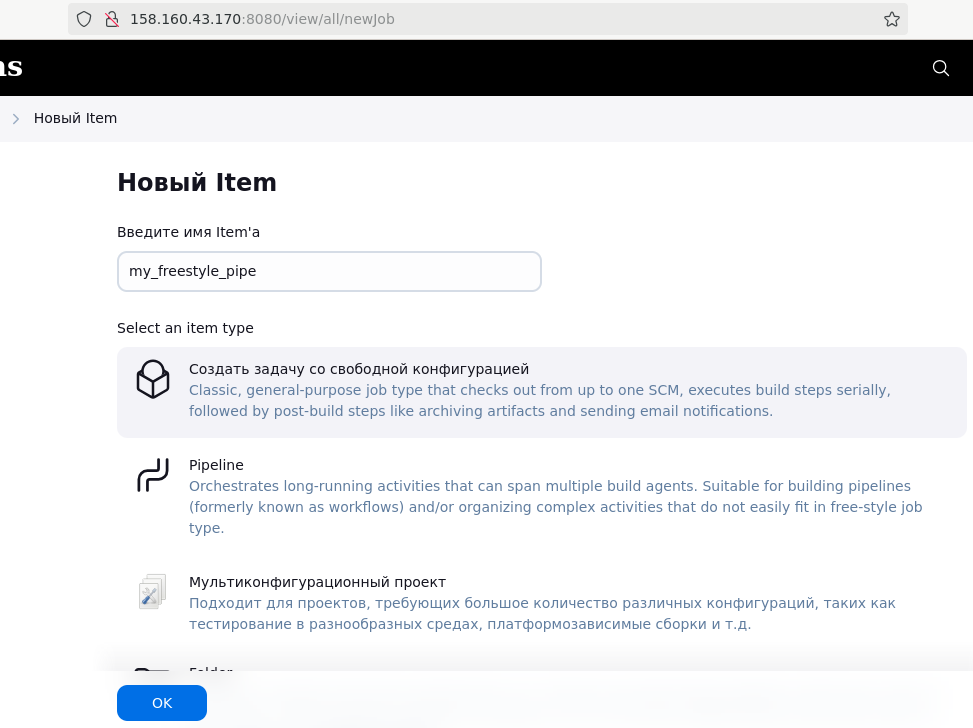 158.160.43.170:8080/view/all/newJob
ns
Новый Item
Новый Item
Введите имя Item'а
my_freestyle_pipe
Select an item type
Создать задачу со свободной конфигурацией
Classic, general-purpose job type that checks out from up to one SCM, executes build steps serially,
followed by post-build steps like archiving artifacts and sending email notifications.
Pipeline
Orchestrates long-running activities that can span multiple build agents. Suitable for building pipelines
(formerly known as workflows) and/or organizing complex activities that do not easily fit in free-style job
type.
Мультиконфигурационный проект
Подходит для проектов, требующих большое количество различных конфигураций, таких как
тестирование в разнообразных средах, платформозависимые сборки и т.д.
Folder
OK